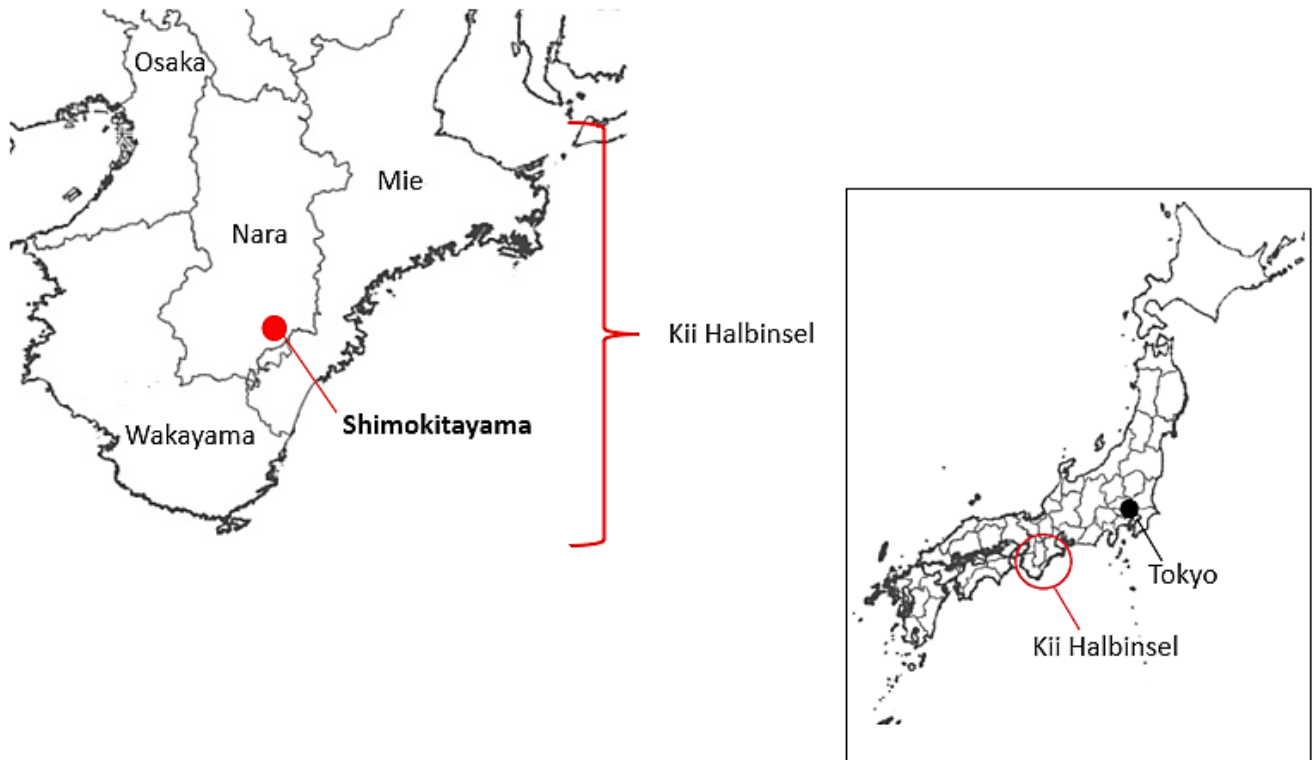 Osaka
Mie
Nara
Kii Halbinsel
Shimokitayama
Wakayama
Tokyo
Kii Halbinsel